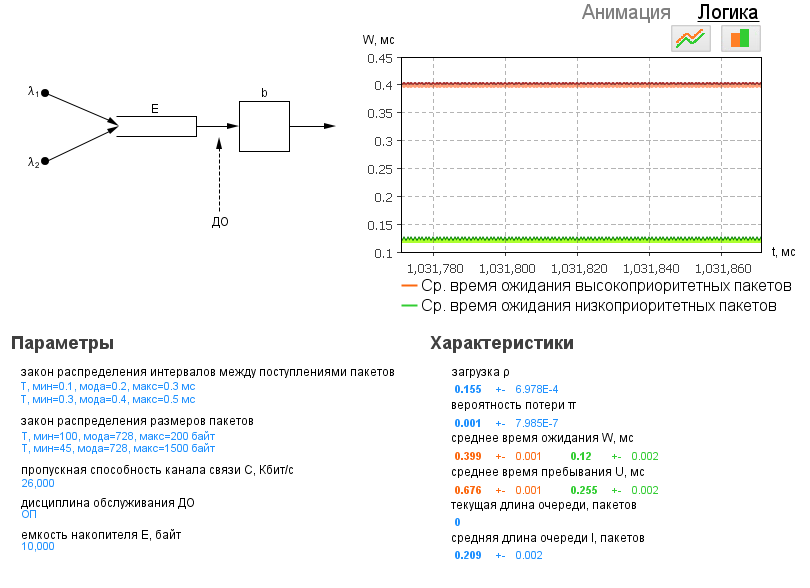 Анимация Логика
W, мс
0.45
0.4
0.35
0.3
0.25
0.2
0.15
0.1
t, мс
1,031,780 1,031,800 1,031,820 1,031,840 1,031,860
Ср. время ожидания высокоприоритетных пакетов
Ср. время ожидания низкоприоритетных пакетов
λ1
λ2
E
b
ДО
Параметры
закон распределения интервалов между поступлениями пакетов
T, мин=0.1, мода=0.2, макс=0.3 мс
T, мин=0.3, мода=0.4, макс=0.5 мс
закон распределения размеров пакетов
T, мин=100, мода=728, макс=200 байт
T, мин=45, мода=728, макс=1500 байт
пропускная способность канала связи C, Кбит/с
26,000
дисциплина обслуживания ДО
ОП
емкость накопителя E, байт
10,000
Характеристики
загрузка ρ
0.155 +- 6.978E-4
вероятность потери π
0.001 +- 7.985E-7
среднее время ожидания W, мс
0.399 +- 0.001 0.12 +- 0.002
среднее время пребывания U, мс
0.676 +- 0.001 0.255 +- 0.002
текущая длина очереди, пакетов
0
средняя длина очереди l, пакетов
0.209 +- 0.002